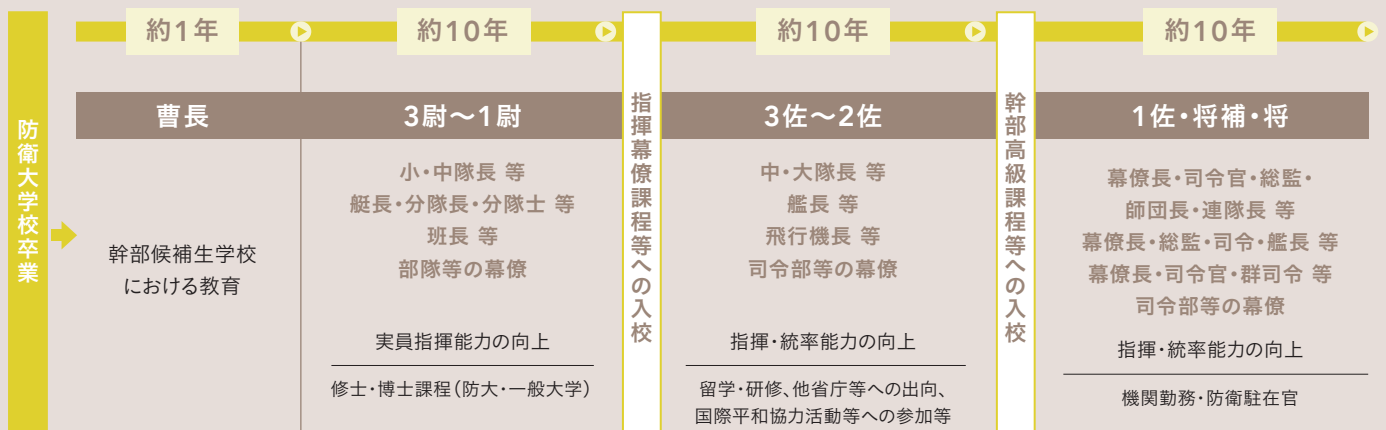 防衛大学校卒業
約1年
曹長
幹部候補生学校
における教育
約10年
3尉～1尉
小・中隊長 等
艇長・分隊長・分隊士 等
班長 等
部隊等の幕僚
実員指揮能力の向上
修士・博士課程（防大・一般大学）
指揮幕僚課程等への入校
約10年
3佐～2佐
中・大隊長 等
艦長 等
飛行機長 等
司令部等の幕僚
指揮・統率能力の向上
留学・研修、他省庁等への出向、
国際平和協力活動等への参加等
幹部高級課程等への入校
約10年
1佐・将補・将
幕僚長・司令官・総監・
師団長・連隊長 等
幕僚長・総監・司令・艦長 等
幕僚長・司令官・群司令 等
司令部等の幕僚
指揮・統率能力の向上
機関勤務・防衛駐在官